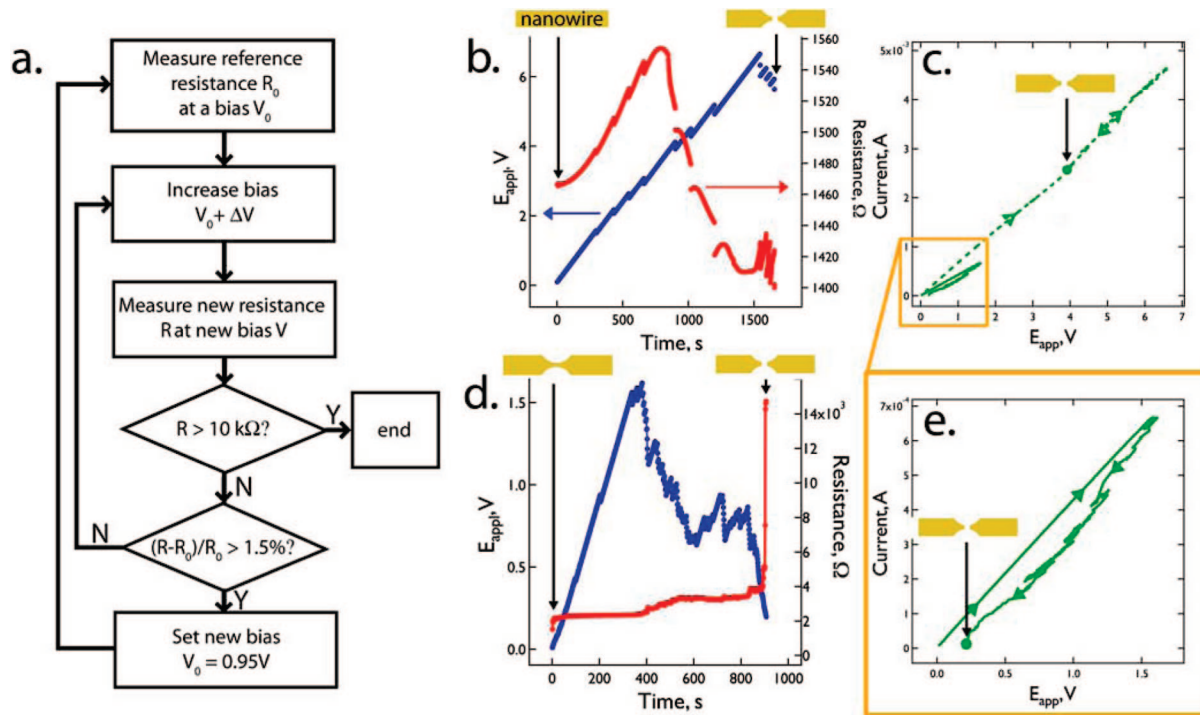 a.
Measure reference
resistance R₀
at a bias V₀
Increase bias
V₀+ ΔV
Measure new resistance
R at new bias V
R > 10 kΩ?
Y
end
N
(R-R₀)/R₀ > 1.5%?
N
Y
Set new bias
V₀ = 0.95V
nanowire
b.
E_appl, V
6
4
2
0
0
500
1000
1500
Time, s
1560
1540
1520
1500
1480
1460
1440
1420
1400
Resistance, Ω
c.
Current, A
5x10⁻³
4
3
2
1
0
0
1
2
3
4
5
6
7
E_app, V
d.
E_appl, V
1.5
1.0
0.5
0.0
0
200
400
600
800
1000
Time, s
14x10³
12
10
8
6
4
2
0
Resistance, Ω
e.
Current, A
7x10⁻⁴
6
5
4
3
2
1
0
0.0
0.5
1.0
1.5
E_app, V